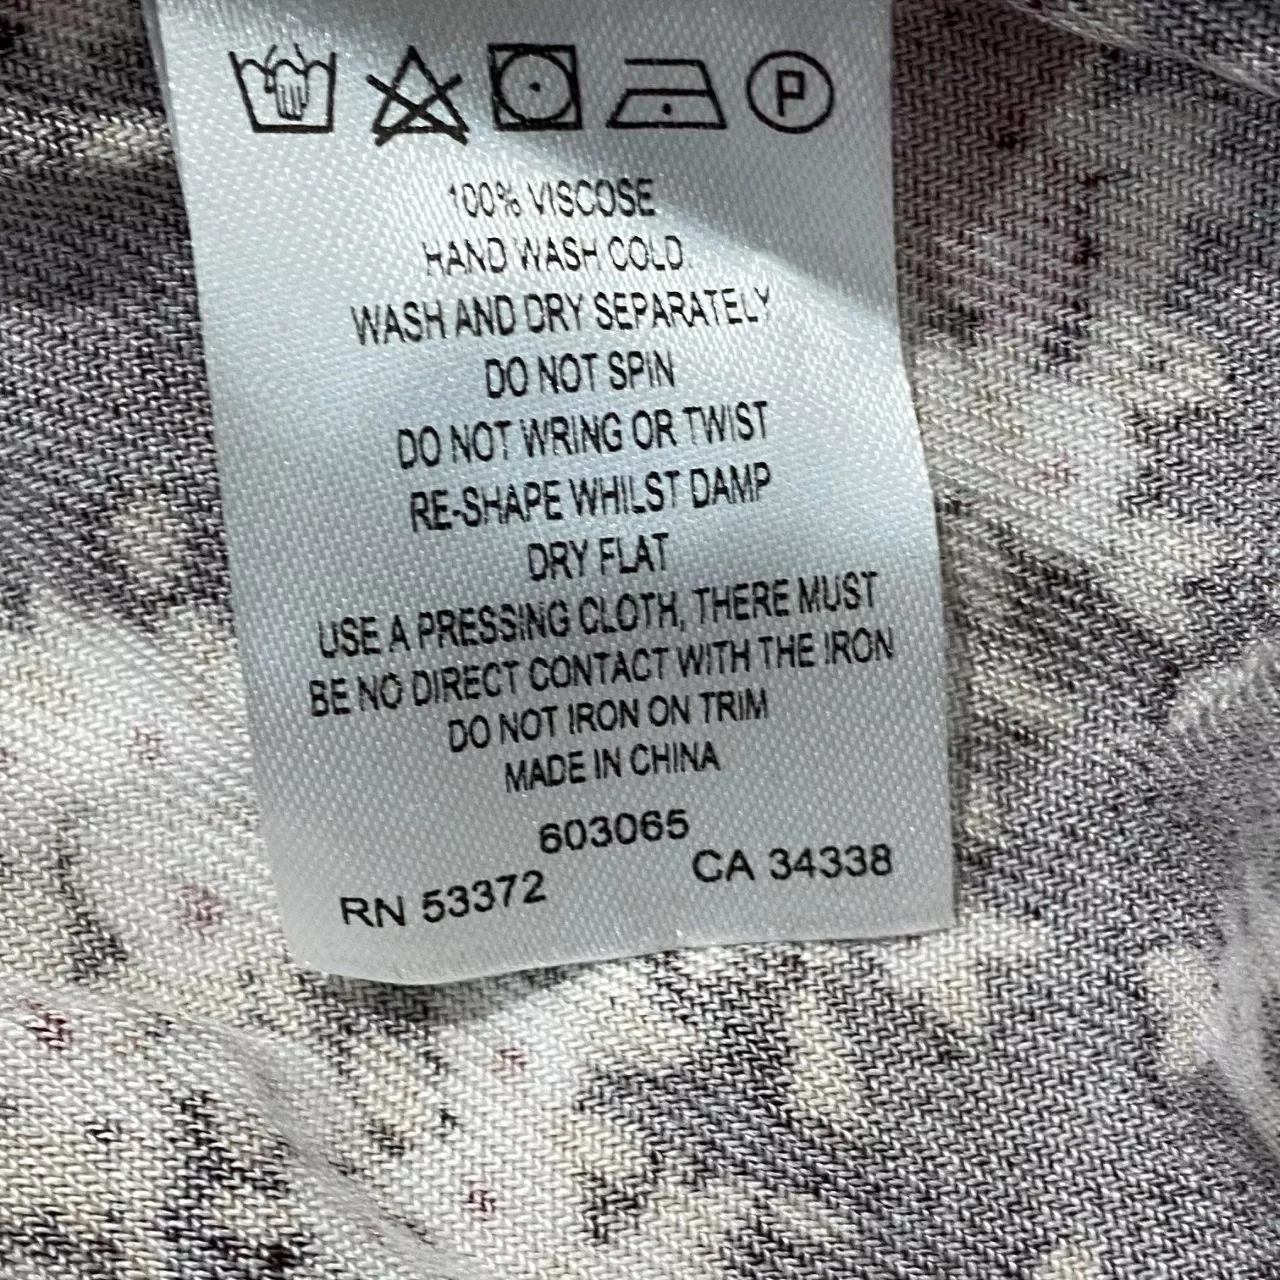 P
100% VISCOSE
HAND WASH COLD
WASH AND DRY SEPARATELY
DO NOT SPIN
DO NOT WRING OR TWIST
RE-SHAPE WHILST DAMP
DRY FLAT
USE A PRESSING CLOTH, THERE MUST
BE NO DIRECT CONTACT WITH THE IRON
DO NOT IRON ON TRIM
MADE IN CHINA
603065
RN 53372 CA 34338